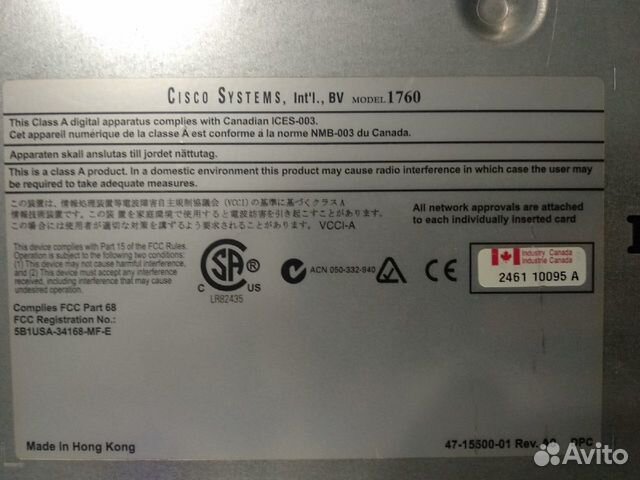 CISCO SYSTEMS, Int'l., BV MODEL 1760
This Class A digital apparatus complies with Canadian ICES-003.
Cet appareil numérique de la classe A est conforme à la norme NMB-003 du Canada.
Apparaten skall anslutas till jordet nättutag.
This is a class A product. In a domestic environment this product may cause radio interference in which case the user may
be required to take adequate measures.
この装置は、情報処理装置等電波障害自主規制協議会 (VCCI) の基準に基づくクラス A
情報技術装置です。この装置を家庭環境で使用すると電波妨害を引き起こすことがあります。
この場合には使用者が適切な対策を講ずるよう要求されることがあります。 VCCI-A
All network approvals are attached
to each individually inserted card
This device complies with Part 15 of the FCC Rules.
Operation is subject to the following two conditions:
(1) This device may not cause harmful interference,
and (2) This device must accept any interference
received, including interference that may cause
undesired operation.
Complies FCC Part 68
FCC Registration No.:
5B1USA-34168-MF-E
SA
C US
LR82435
ACN 050-332-940
CE
Industry Canada
Industrie Canada
2461 10095 A
Made in Hong Kong
47-15500-01 Rev. DPC
Avito